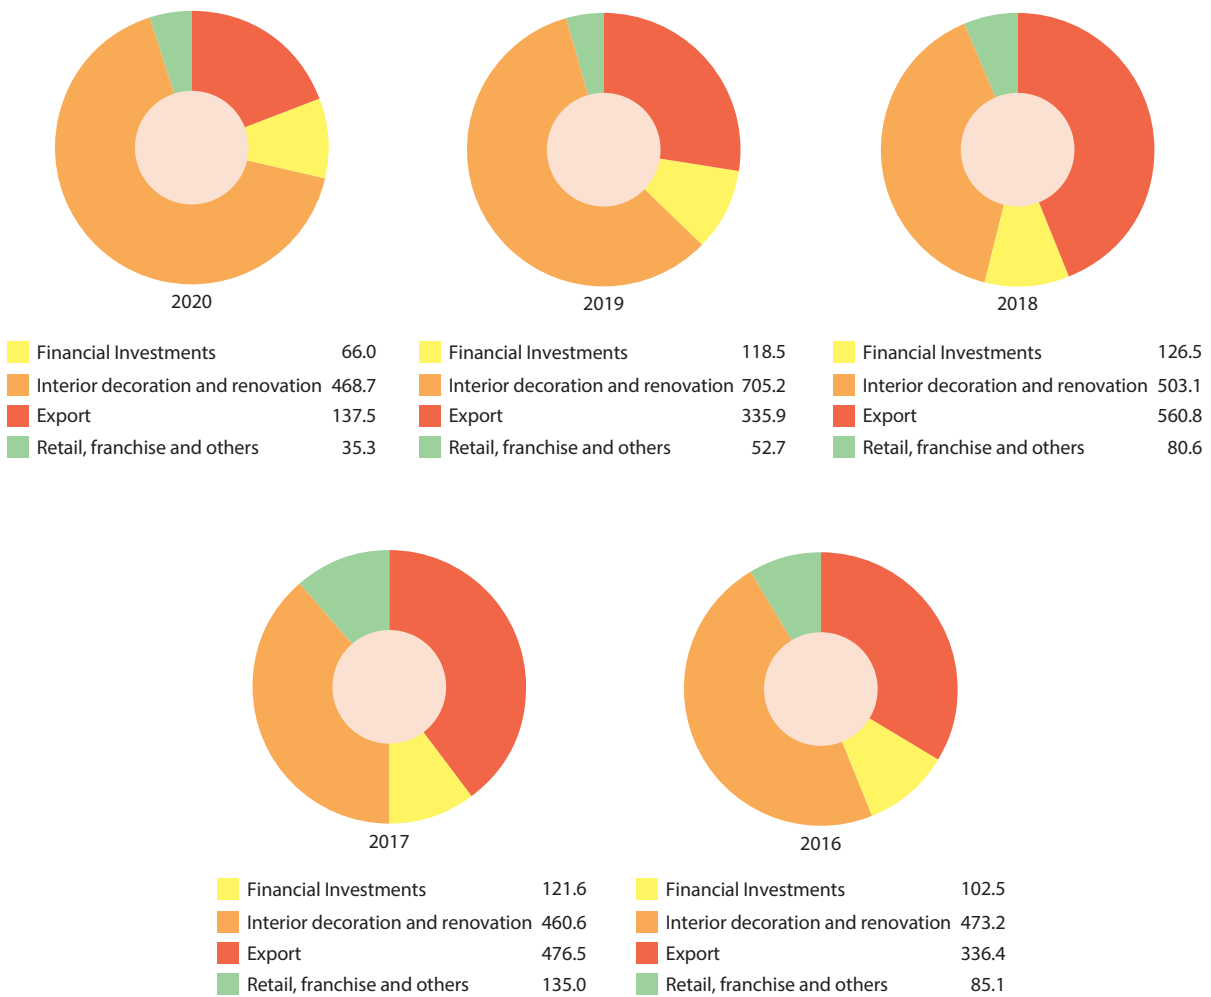 2020
Financial Investments 66.0
Interior decoration and renovation 468.7
Export 137.5
Retail, franchise and others 35.3
2019
Financial Investments 118.5
Interior decoration and renovation 705.2
Export 335.9
Retail, franchise and others 52.7
2018
Financial Investments 126.5
Interior decoration and renovation 503.1
Export 560.8
Retail, franchise and others 80.6
2017
Financial Investments 121.6
Interior decoration and renovation 460.6
Export 476.5
Retail, franchise and others 135.0
2016
Financial Investments 102.5
Interior decoration and renovation 473.2
Export 336.4
Retail, franchise and others 85.1